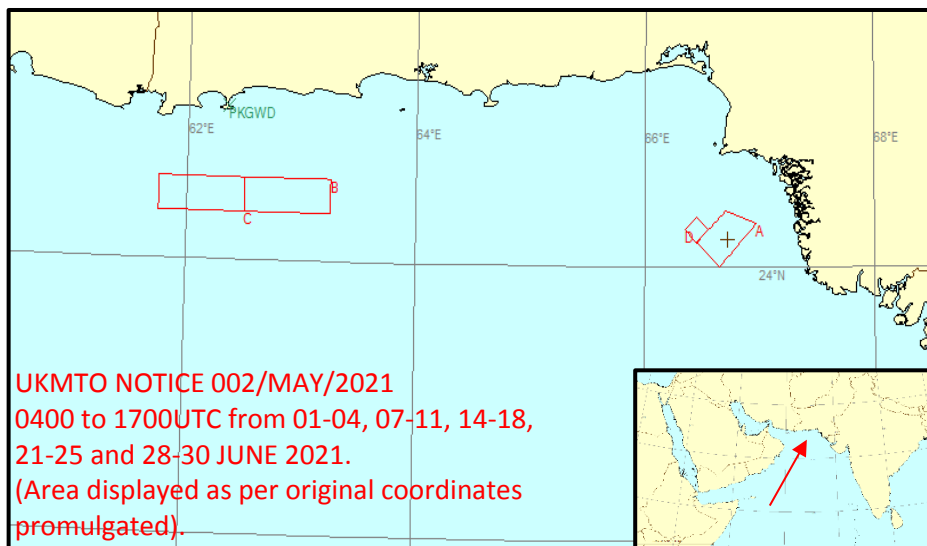 PKGWD
62°E
64°E
66°E
68°E
B
C
A
D
24°N
UKMTO NOTICE 002/MAY/2021
0400 to 1700UTC from 01-04, 07-11, 14-18,
21-25 and 28-30 JUNE 2021.
(Area displayed as per original coordinates
promulgated).